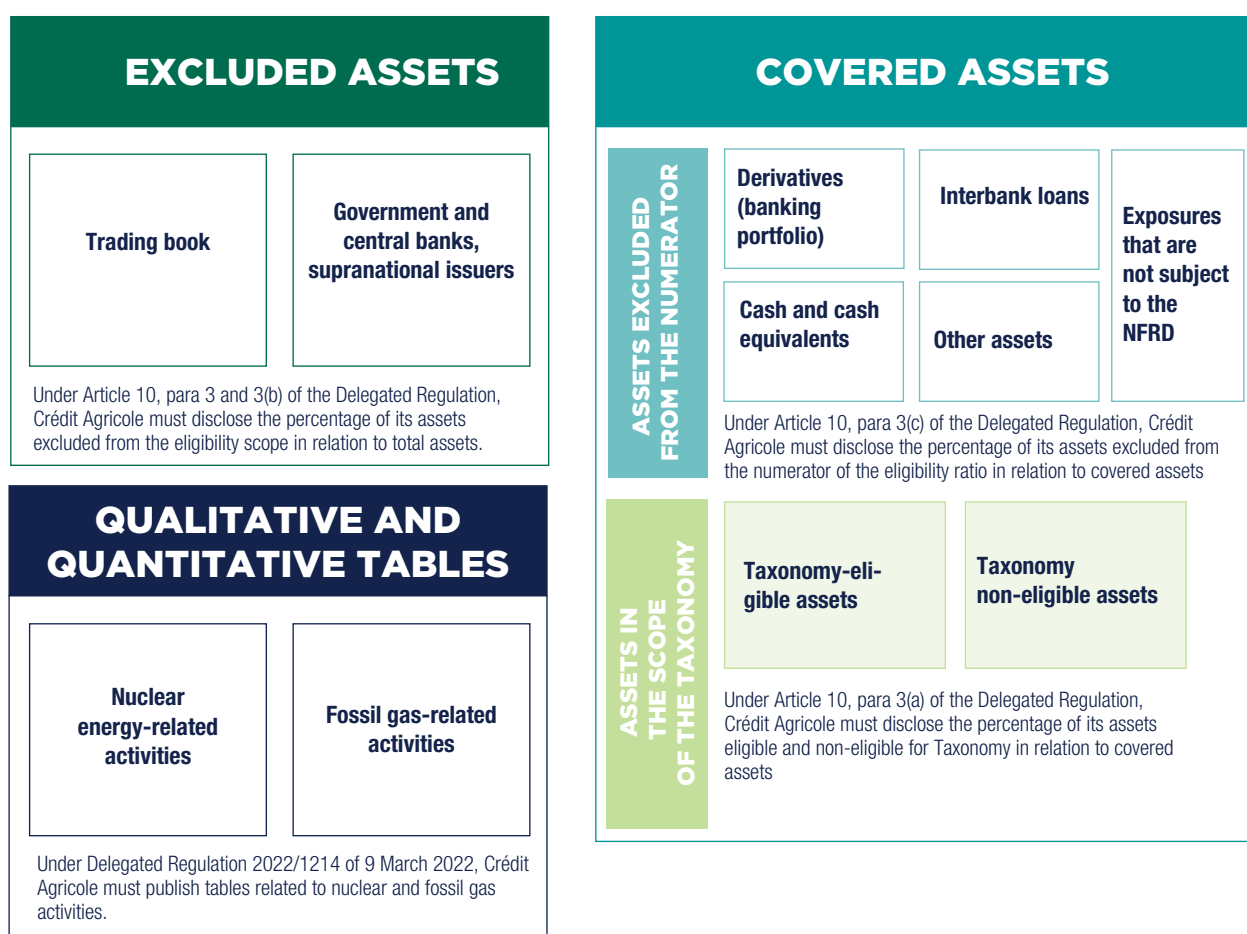 EXCLUDED ASSETS
Trading book
Government and
central banks,
supranational issuers
Under Article 10, para 3 and 3(b) of the Delegated Regulation,
Crédit Agricole must disclose the percentage of its assets
excluded from the eligibility scope in relation to total assets.
QUALITATIVE AND
QUANTITATIVE TABLES
Nuclear
energy-related
activities
Fossil gas-related
activities
Under Delegated Regulation 2022/1214 of 9 March 2022, Crédit
Agricole must publish tables related to nuclear and fossil gas
activities.
COVERED ASSETS
ASSETS EXCLUDED
FROM THE NUMERATOR
Derivatives
(banking
portfolio)
Interbank loans
Exposures
that are
not subject
to the
NFRD
Cash and cash
equivalents
Other assets
Under Article 10, para 3(c) of the Delegated Regulation, Crédit
Agricole must disclose the percentage of its assets excluded from
the numerator of the eligibility ratio in relation to covered assets
ASSETS IN
THE SCOPE
OF THE TAXONOMY
Taxonomy-eli-
gible assets
Taxonomy
non-eligible assets
Under Article 10, para 3(a) of the Delegated Regulation,
Crédit Agricole must disclose the percentage of its assets
eligible and non-eligible for Taxonomy in relation to covered
assets